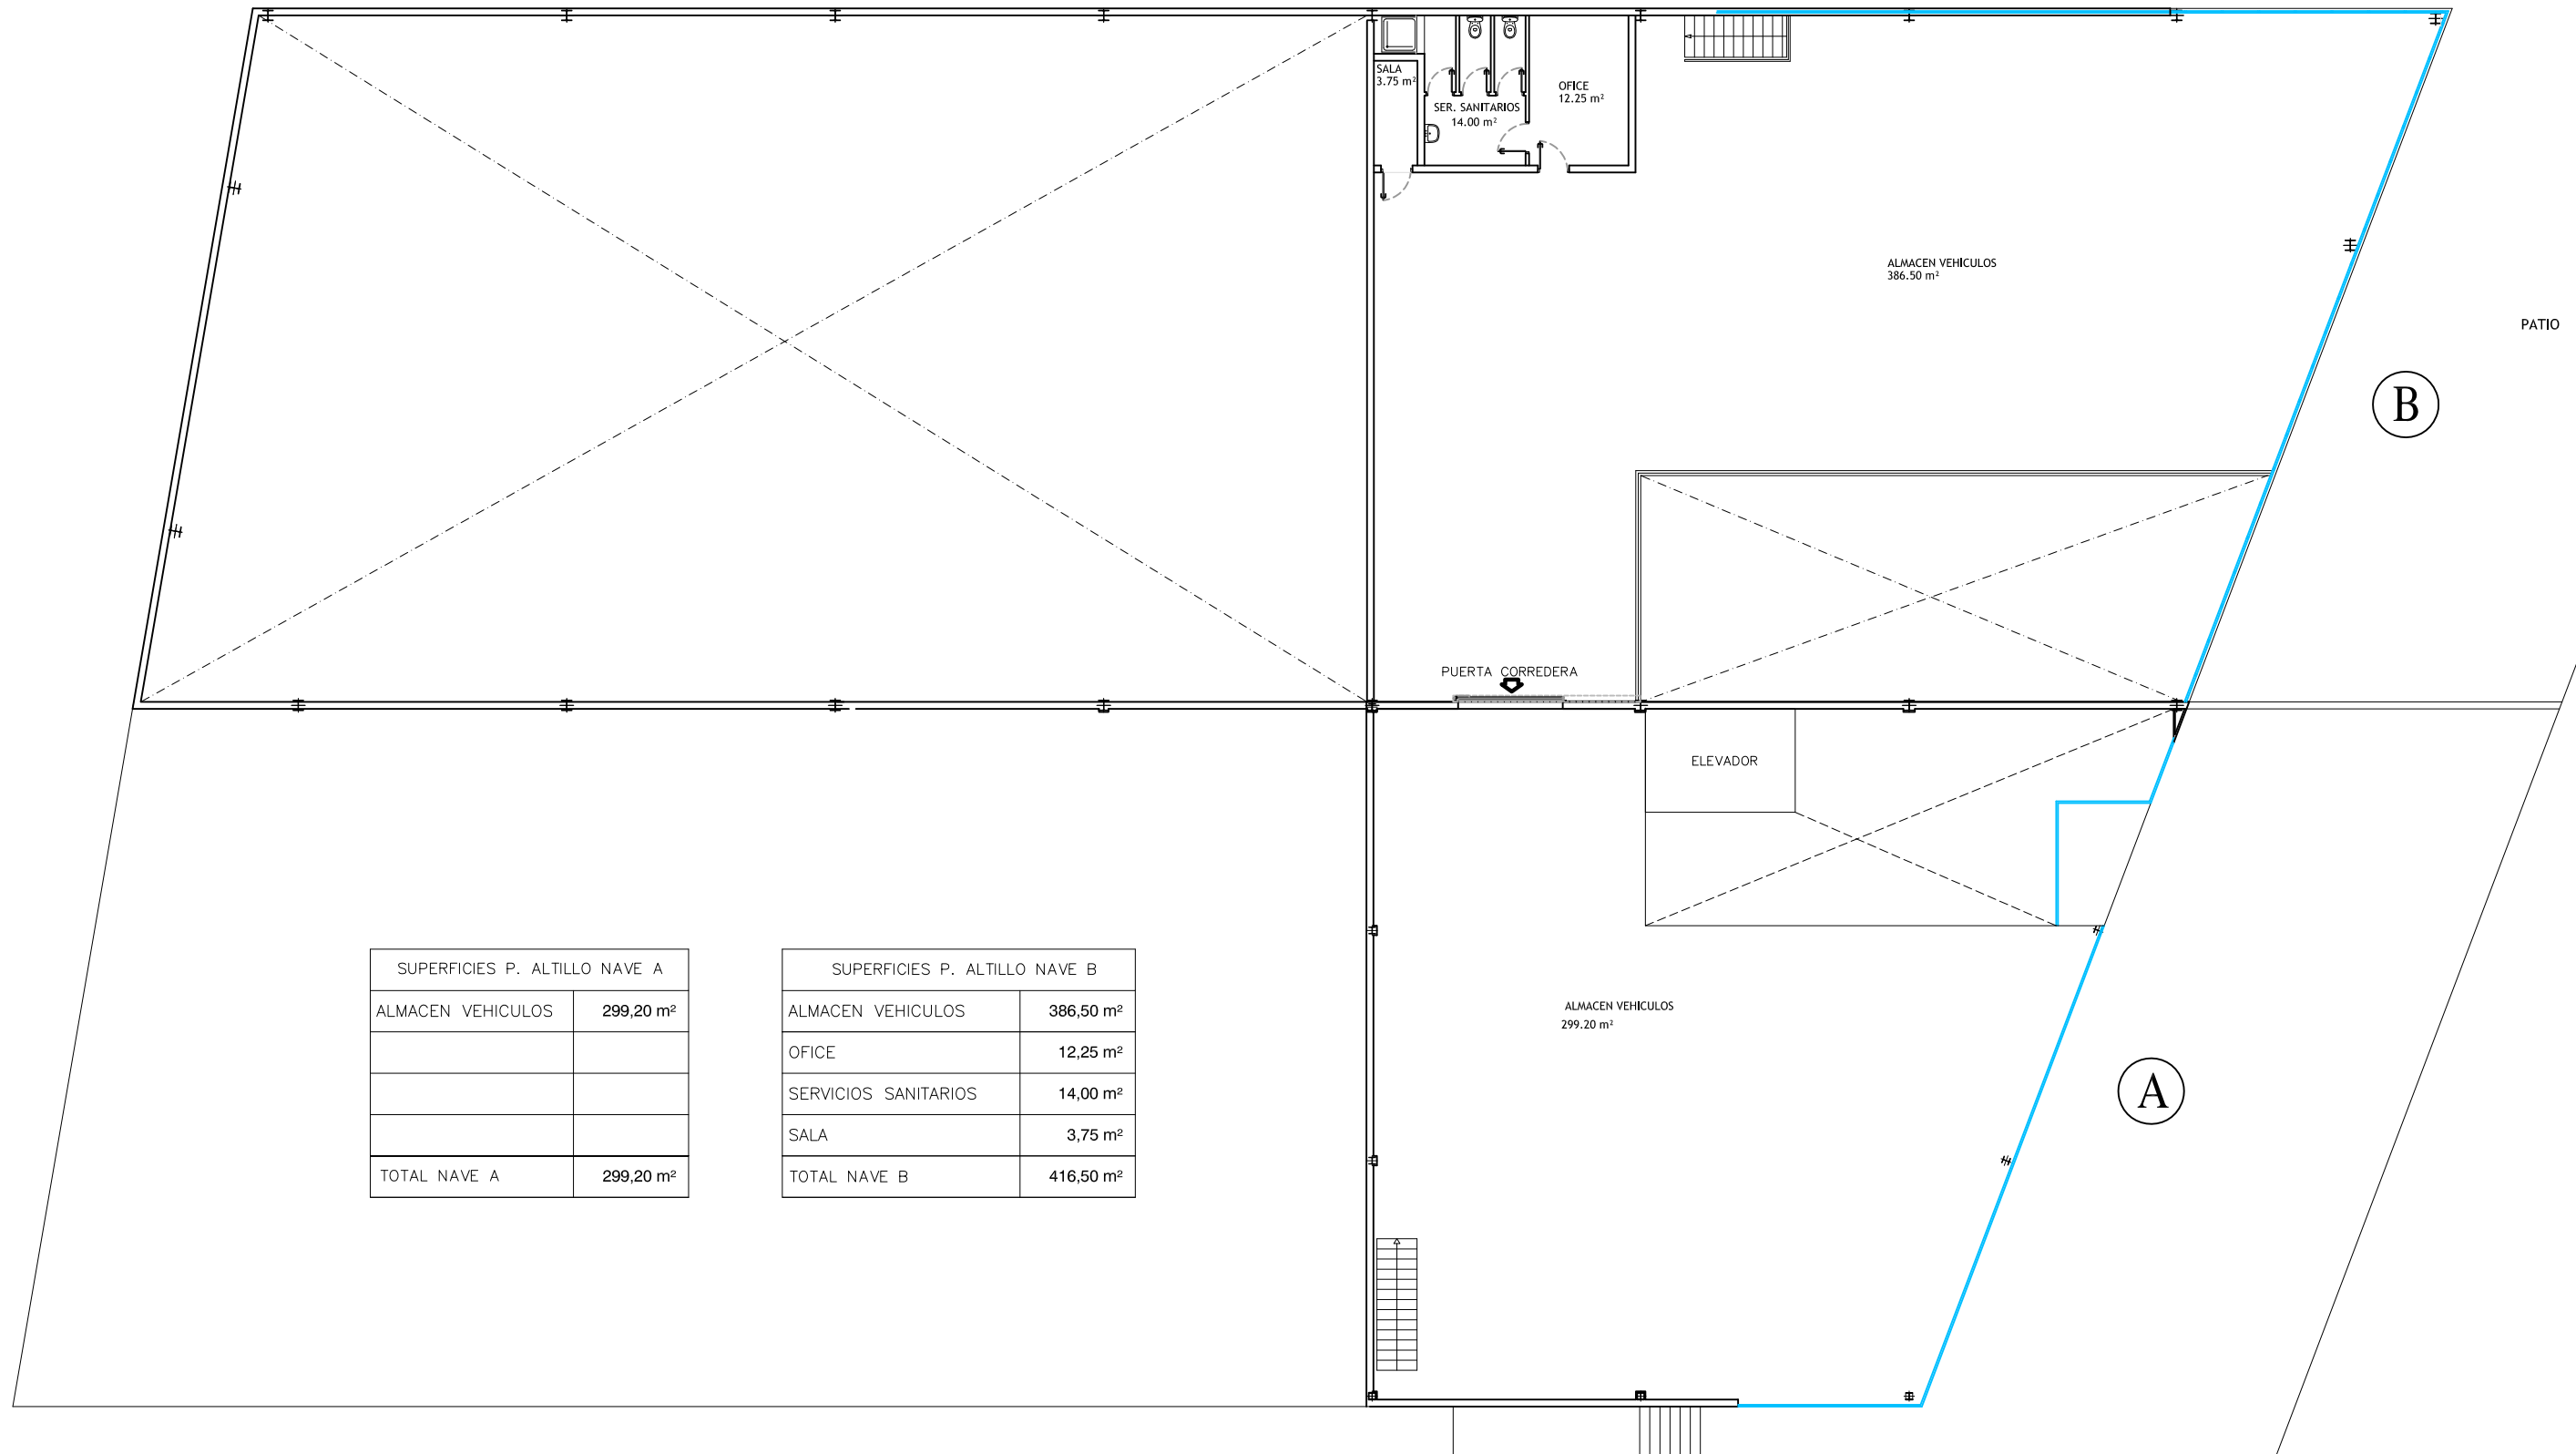 SALA
3.75 m²
SER. SANITARIOS
14.00 m²
OFICE
12.25 m²
ALMACEN VEHICULOS
386.50 m²
PATIO
B
PUERTA CORREDERA
ELEVADOR
ALMACEN VEHICULOS
299.20 m²
A
SUPERFICIES P. ALTILLO NAVE A
ALMACEN VEHICULOS 299,20 m²
TOTAL NAVE A 299,20 m²
SUPERFICIES P. ALTILLO NAVE B
ALMACEN VEHICULOS 386,50 m²
OFICE 12,25 m²
SERVICIOS SANITARIOS 14,00 m²
SALA 3,75 m²
TOTAL NAVE B 416,50 m²